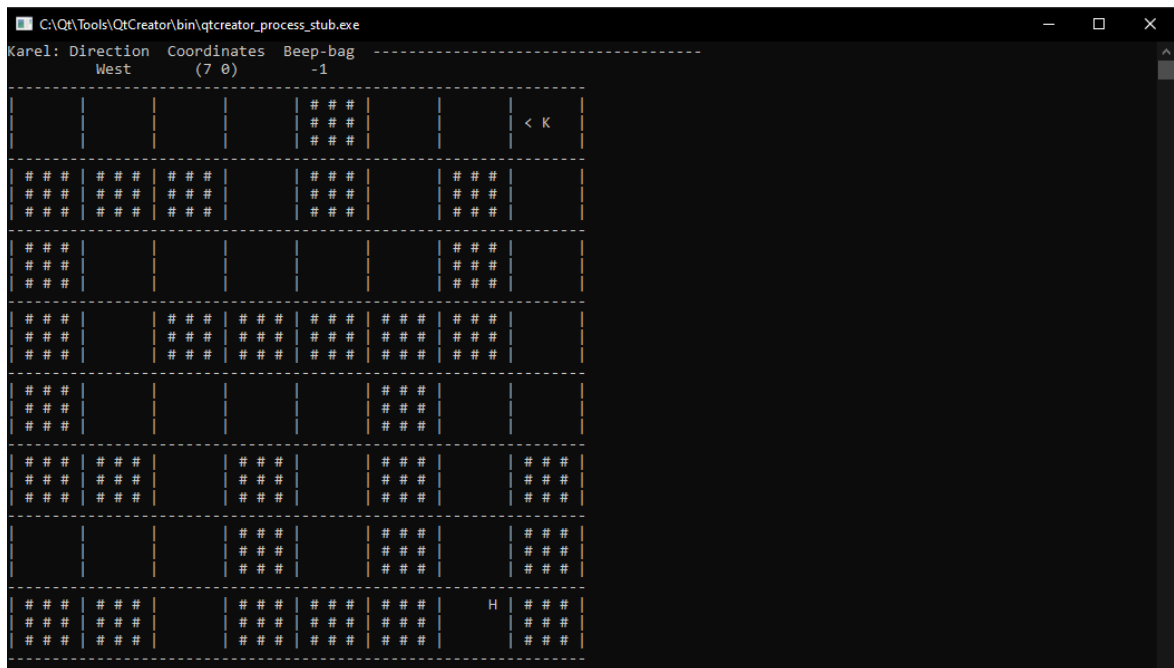 C:\Qt\Tools\QtCreator\bin\qtcreator_process_stub.exe
Karel: Direction  Coordinates  Beep-bag  -------------------------------------
          West       (7 0)        -1
-----------------------------------------------------------------
|       |       |       |       | # # # |       |       |       |
|       |       |       |       | # # # |       |       | < K   |
|       |       |       |       | # # # |       |       |       |
-----------------------------------------------------------------
| # # # | # # # | # # # |       | # # # |       | # # # |       |
| # # # | # # # | # # # |       | # # # |       | # # # |       |
| # # # | # # # | # # # |       | # # # |       | # # # |       |
-----------------------------------------------------------------
| # # # |       |       |       |       |       | # # # |       |
| # # # |       |       |       |       |       | # # # |       |
| # # # |       |       |       |       |       | # # # |       |
-----------------------------------------------------------------
| # # # |       | # # # | # # # | # # # | # # # | # # # |       |
| # # # |       | # # # | # # # | # # # | # # # | # # # |       |
| # # # |       | # # # | # # # | # # # | # # # | # # # |       |
-----------------------------------------------------------------
| # # # |       |       |       |       | # # # |       |       |
| # # # |       |       |       |       | # # # |       |       |
| # # # |       |       |       |       | # # # |       |       |
-----------------------------------------------------------------
| # # # | # # # |       | # # # |       | # # # |       | # # # |
| # # # | # # # |       | # # # |       | # # # |       | # # # |
| # # # | # # # |       | # # # |       | # # # |       | # # # |
-----------------------------------------------------------------
|       |       |       | # # # |       | # # # |       | # # # |
|       |       |       | # # # |       | # # # |       | # # # |
|       |       |       | # # # |       | # # # |       | # # # |
-----------------------------------------------------------------
| # # # | # # # |       | # # # | # # # | # # # |     H | # # # |
| # # # | # # # |       | # # # | # # # | # # # |       | # # # |
| # # # | # # # |       | # # # | # # # | # # # |       | # # # |
-----------------------------------------------------------------